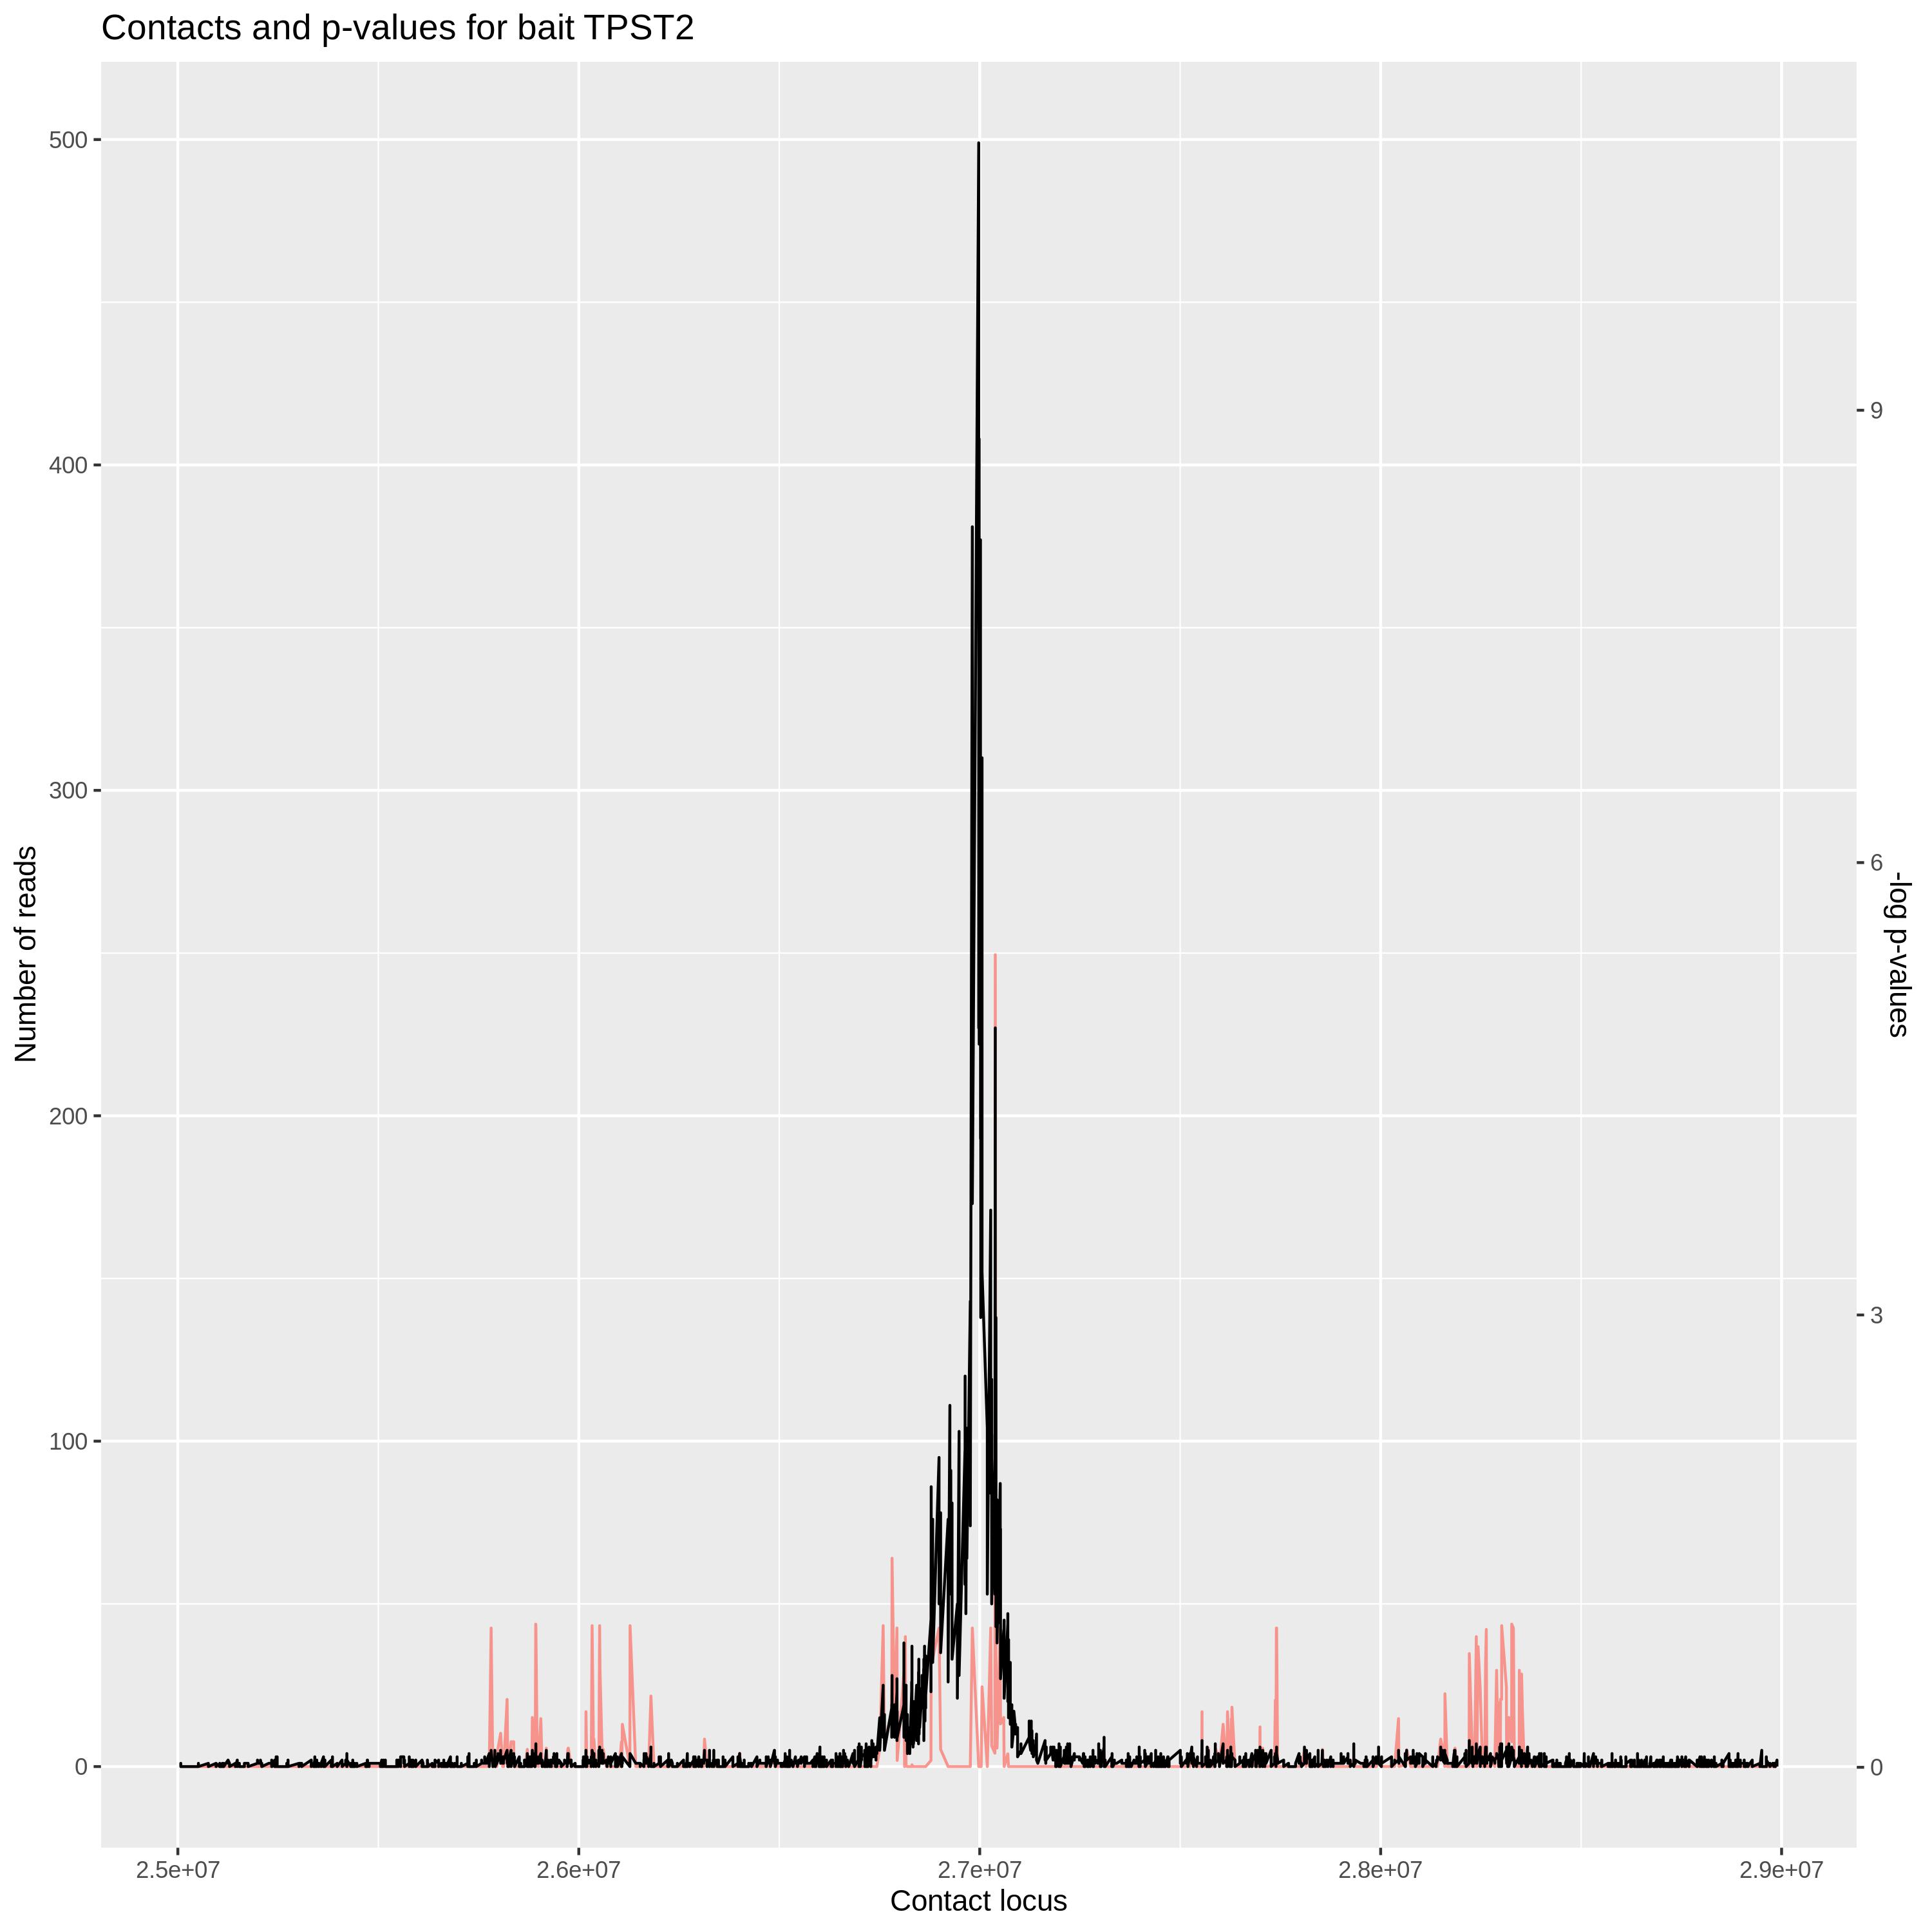 Contacts and p-values for bait TPST2
500
400
300
200
100
0
Number of reads
9
6
3
0
-log p-values
2.5e+07
2.6e+07
2.7e+07
2.8e+07
2.9e+07
Contact locus